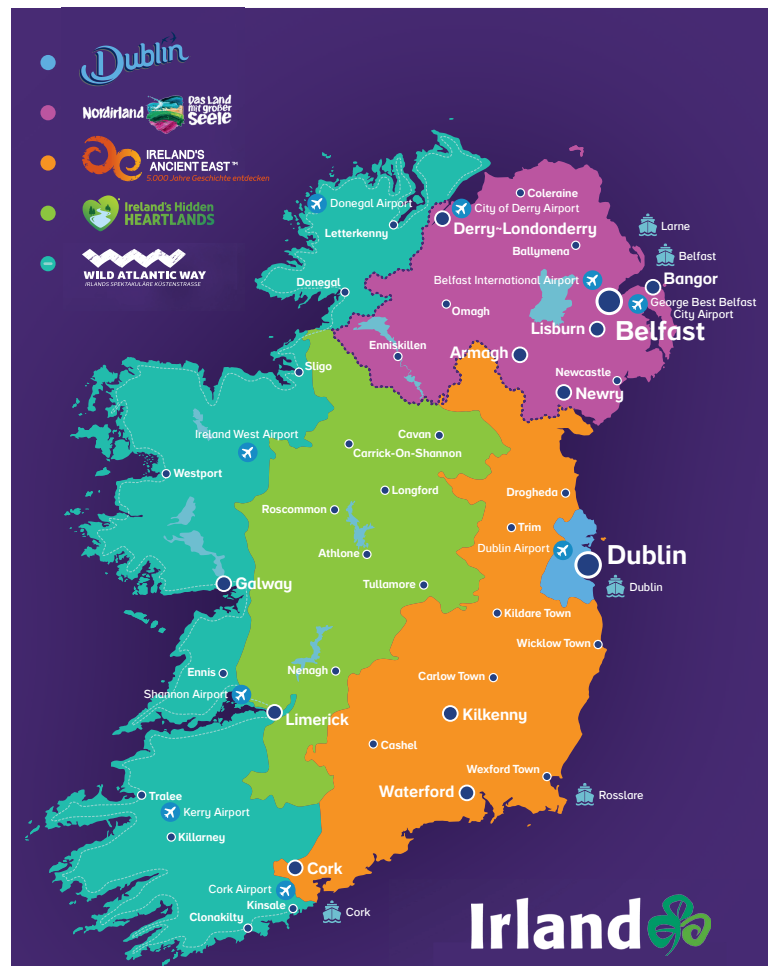 Dublin
Nordirland
Das Land
mit großer
Seele
IRELAND'S
ANCIENT EAST™
5.000 Jahre Geschichte entdecken
Ireland's Hidden
HEARTLANDS
WILD ATLANTIC WAY
IRLANDS SPEKTAKULÄRE KÜSTENSTRASSE
Coleraine
Donegal Airport
City of Derry Airport
Letterkenny
Derry~Londonderry
Larne
Ballymena
Belfast
Donegal
Belfast International Airport
Bangor
Omagh
George Best Belfast
City Airport
Lisburn
Belfast
Enniskillen
Armagh
Sligo
Newcastle
Newry
Ireland West Airport
Cavan
Carrick-On-Shannon
Westport
Longford
Drogheda
Roscommon
Trim
Athlone
Dublin Airport
Dublin
Galway
Tullamore
Dublin
Kildare Town
Wicklow Town
Ennis
Nenagh
Carlow Town
Shannon Airport
Limerick
Kilkenny
Cashel
Wexford Town
Tralee
Waterford
Rosslare
Kerry Airport
Killarney
Cork
Cork Airport
Kinsale
Cork
Clonakilty
Irland